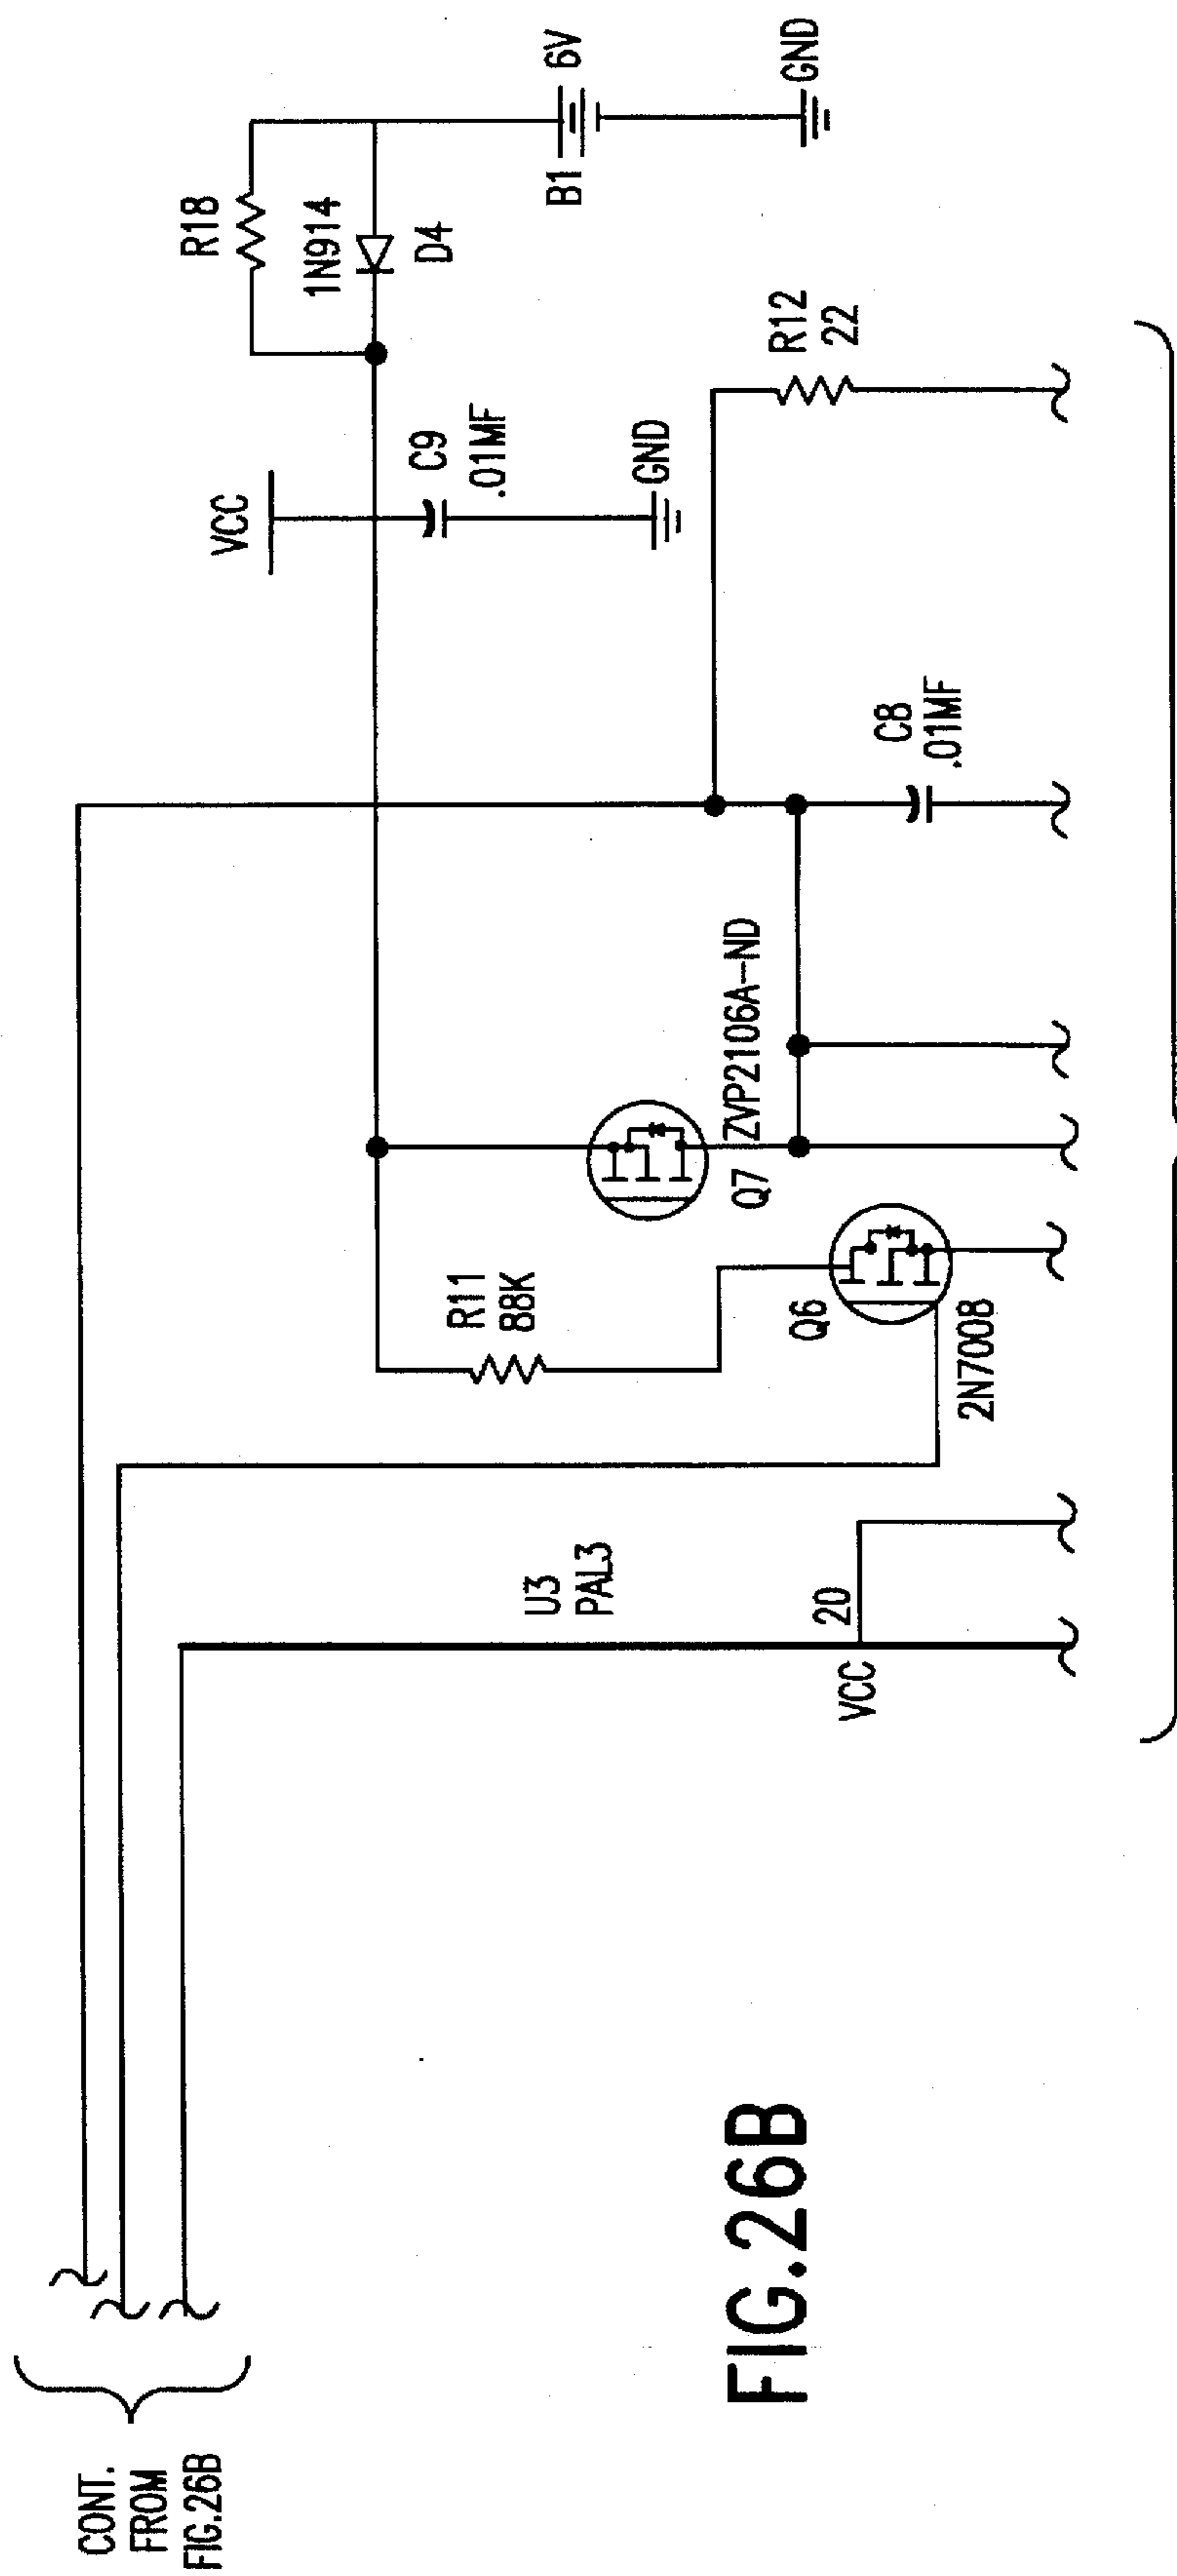 CONT.
FROM
FIG.26B
VCC
R18
1N914
D4
C9
.01MF
GND
B1
6V
GND
R11
88K
U3
PAL3
VCC
20
Q6
2N7008
Q7
ZVP2106A-ND
C8
.01MF
R12
22
FIG.26B